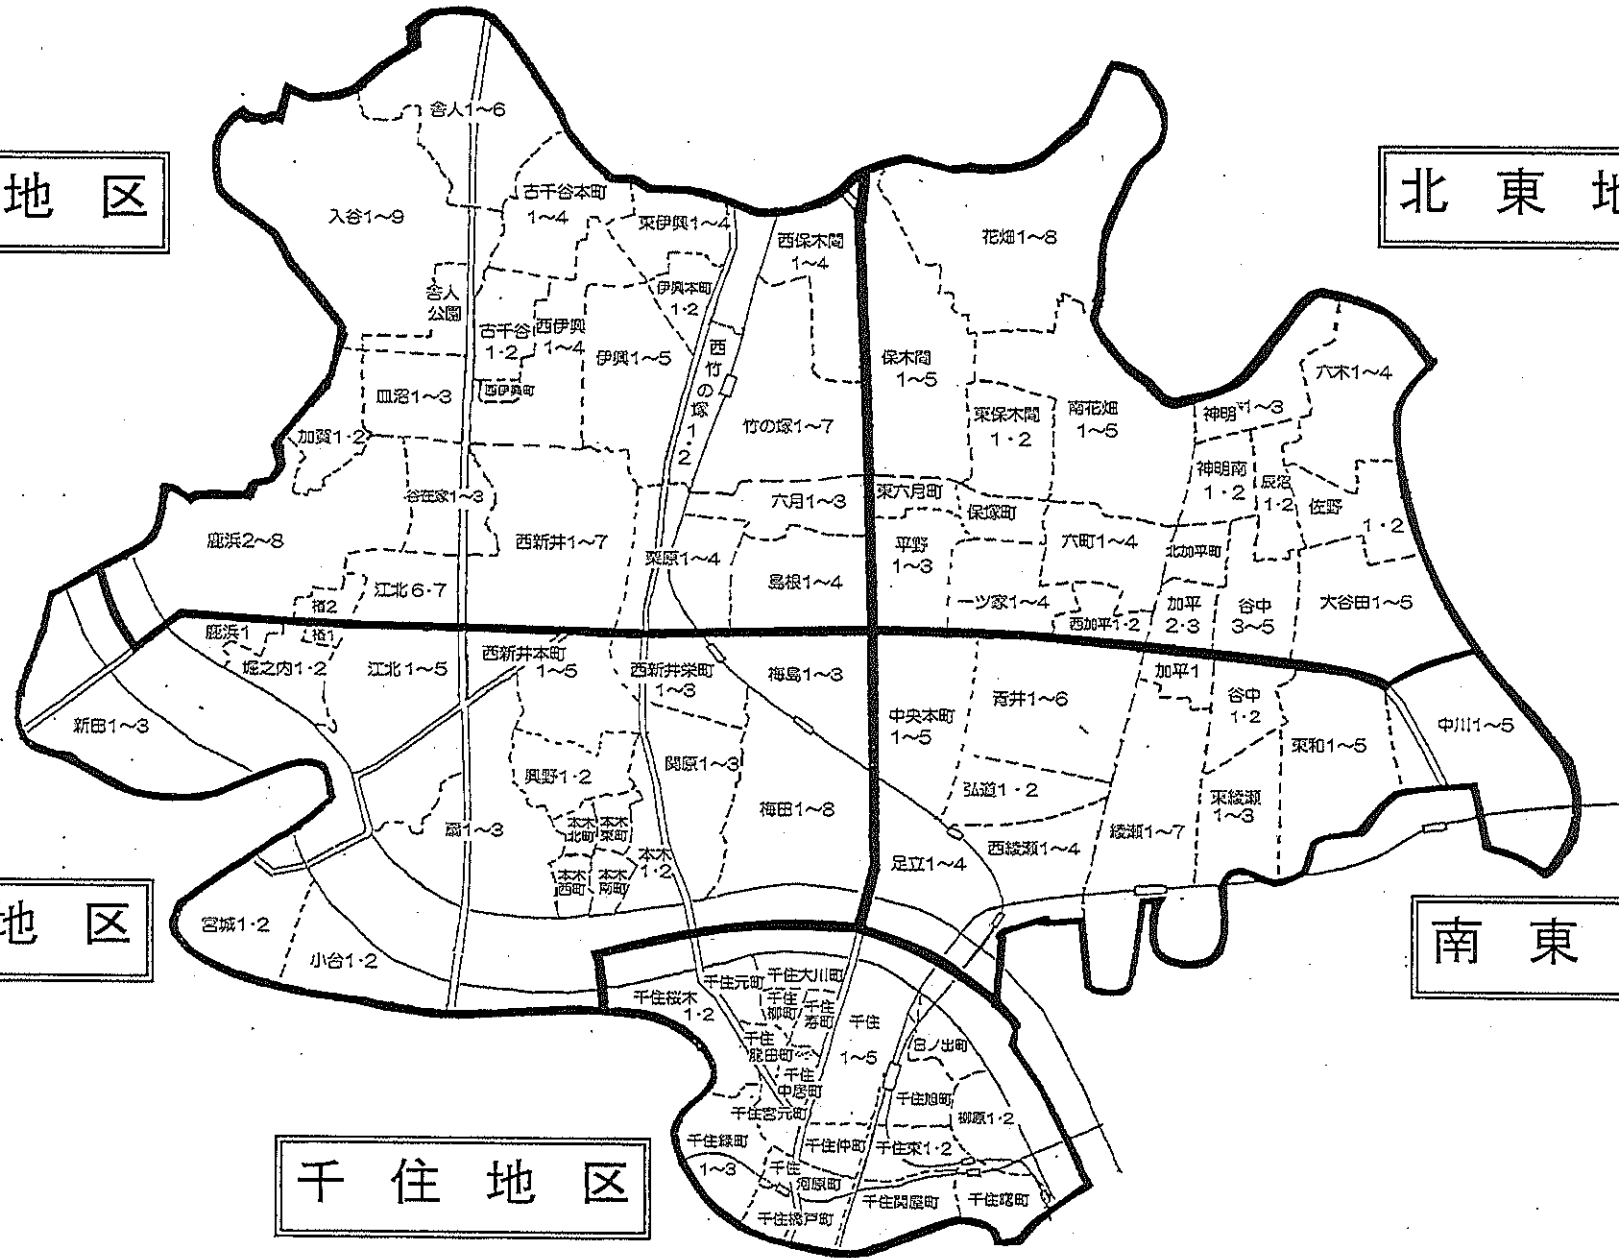 地 区
北 東 地
地 区
南 東
千 住 地 区
舎人1～6
入谷1～9
古千谷本町
1～4
東伊興1～4
西保木間
1～4
花畑1～8
舎人
公園
伊興本町
1・2
古千谷
1・2
西伊興
1～4
伊興1～5
西竹の塚1・2
保木間
1～5
六木1～4
皿沼1～3
西伊興町
竹の塚1～7
東保木間
1・2
南花畑
1～5
神明 1～3
加賀1・2
神明南
1・2
辰沼
1・2
佐野
1・2
谷在家1～3
六月1～3
東六月町
保塚町
鹿浜2～8
西新井1～7
栗原1～4
島根1～4
平野
1～3
六町1～4
北加平町
江北6・7
椿2
一ツ家1～4
西加平1・2
加平
2・3
谷中
3～5
大谷田1～5
鹿浜1
椿1
堀之内1・2
江北1～5
西新井本町
1～5
西新井栄町
1～3
梅島1～3
青井1～6
加平1
谷中
1・2
新田1～3
中央本町
1～5
東和1～5
中川1～5
興野1・2
関原1～3
弘道1・2
東綾瀬
1～3
扇1～3
本木
北町
本木
東町
梅田1～8
綾瀬1～7
本木
1・2
西綾瀬1～4
足立1～4
本木
西町
本木
南町
宮城1・2
小台1・2
千住元町
千住大川町
千住桜木
1・2
千住
柳町
千住
寿町
千住
1～5
千住
龍田町
日ノ出町
千住
中居町
千住宮元町
千住旭町
柳原1・2
千住緑町
1～3
千住仲町
千住東1・2
千住
河原町
千住関屋町
千住曙町
千住橋戸町